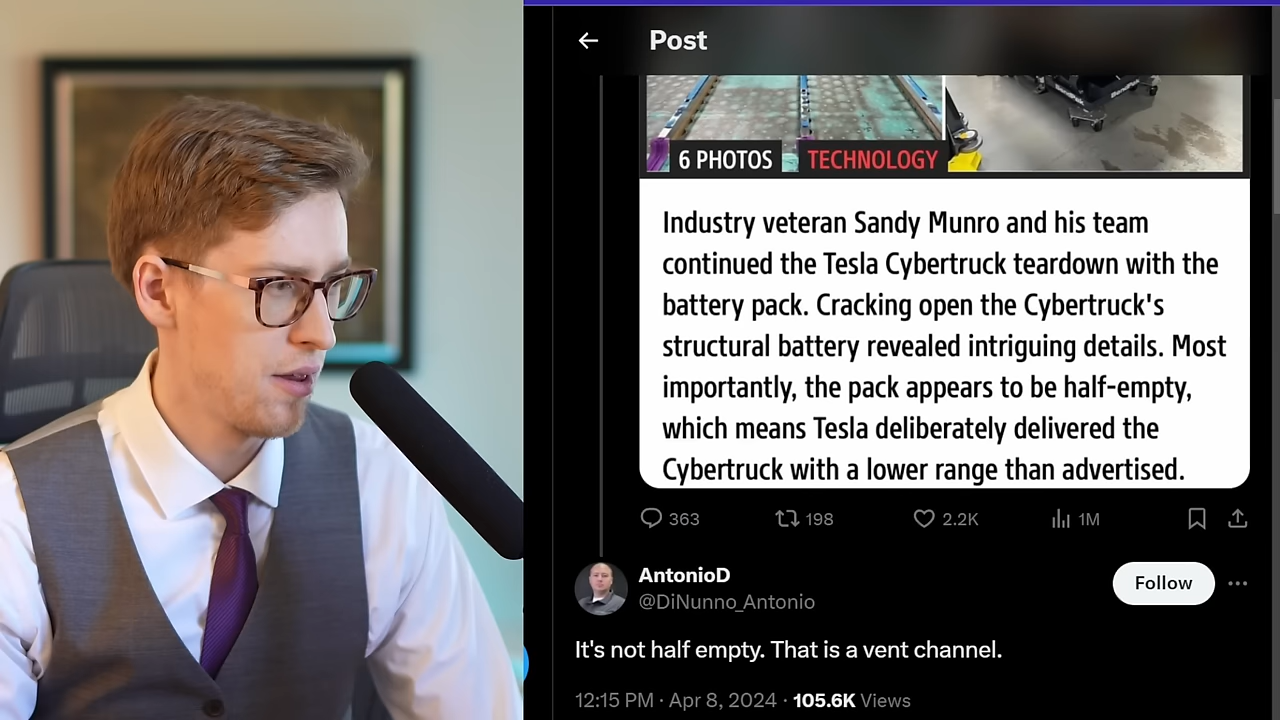 Post
6 PHOTOS
TECHNOLOGY
Industry veteran Sandy Munro and his team
continued the Tesla Cybertruck teardown with the
battery pack. Cracking open the Cybertruck's
structural battery revealed intriguing details. Most
importantly, the pack appears to be half-empty,
which means Tesla deliberately delivered the
Cybertruck with a lower range than advertised.
363
198
2.2K
1M
AntonioD
@DiNunno_Antonio
Follow
It's not half empty. That is a vent channel.
12:15 PM · Apr 8, 2024 · 105.6K Views